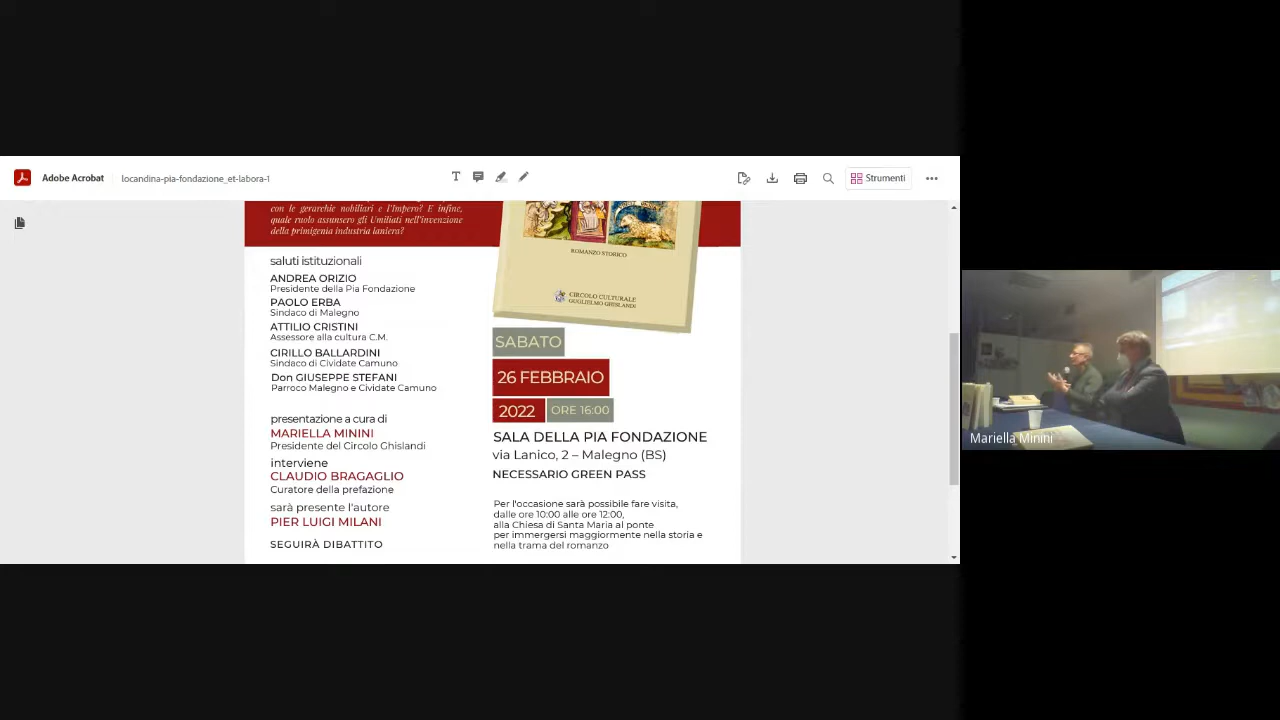 Adobe Acrobat
locandina-pia-fondazione_et-labora-1
Strumenti
con le gerarchie nobiliari e l'Impero? E infine,
quale ruolo assunsero gli Umiliati nell'invenzione
della primigenia industria laniera?
saluti istituzionali
ANDREA ORIZIO
Presidente della Pia Fondazione
PAOLO ERBA
Sindaco di Malegno
ATTILIO CRISTINI
Assessore alla cultura C.M.
CIRILLO BALLARDINI
Sindaco di Cividate Camuno
Don GIUSEPPE STEFANI
Parroco Malegno e Cividate Camuno
presentazione a cura di
MARIELLA MININI
Presidente del Circolo Ghislandi
interviene
CLAUDIO BRAGAGLIO
Curatore della prefazione
sarà presente l'autore
PIER LUIGI MILANI
SEGUIRÀ DIBATTITO
ROMANZO STORICO
CIRCOLO CULTURALE
GUGLIELMO GHISLANDI
SABATO
26 FEBBRAIO
2022 ORE 16:00
SALA DELLA PIA FONDAZIONE
via Lanico, 2 – Malegno (BS)
NECESSARIO GREEN PASS
Per l'occasione sarà possibile fare visita,
dalle ore 10:00 alle ore 12:00,
alla Chiesa di Santa Maria al ponte
per immergersi maggiormente nella storia e
nella trama del romanzo
Mariella Minini